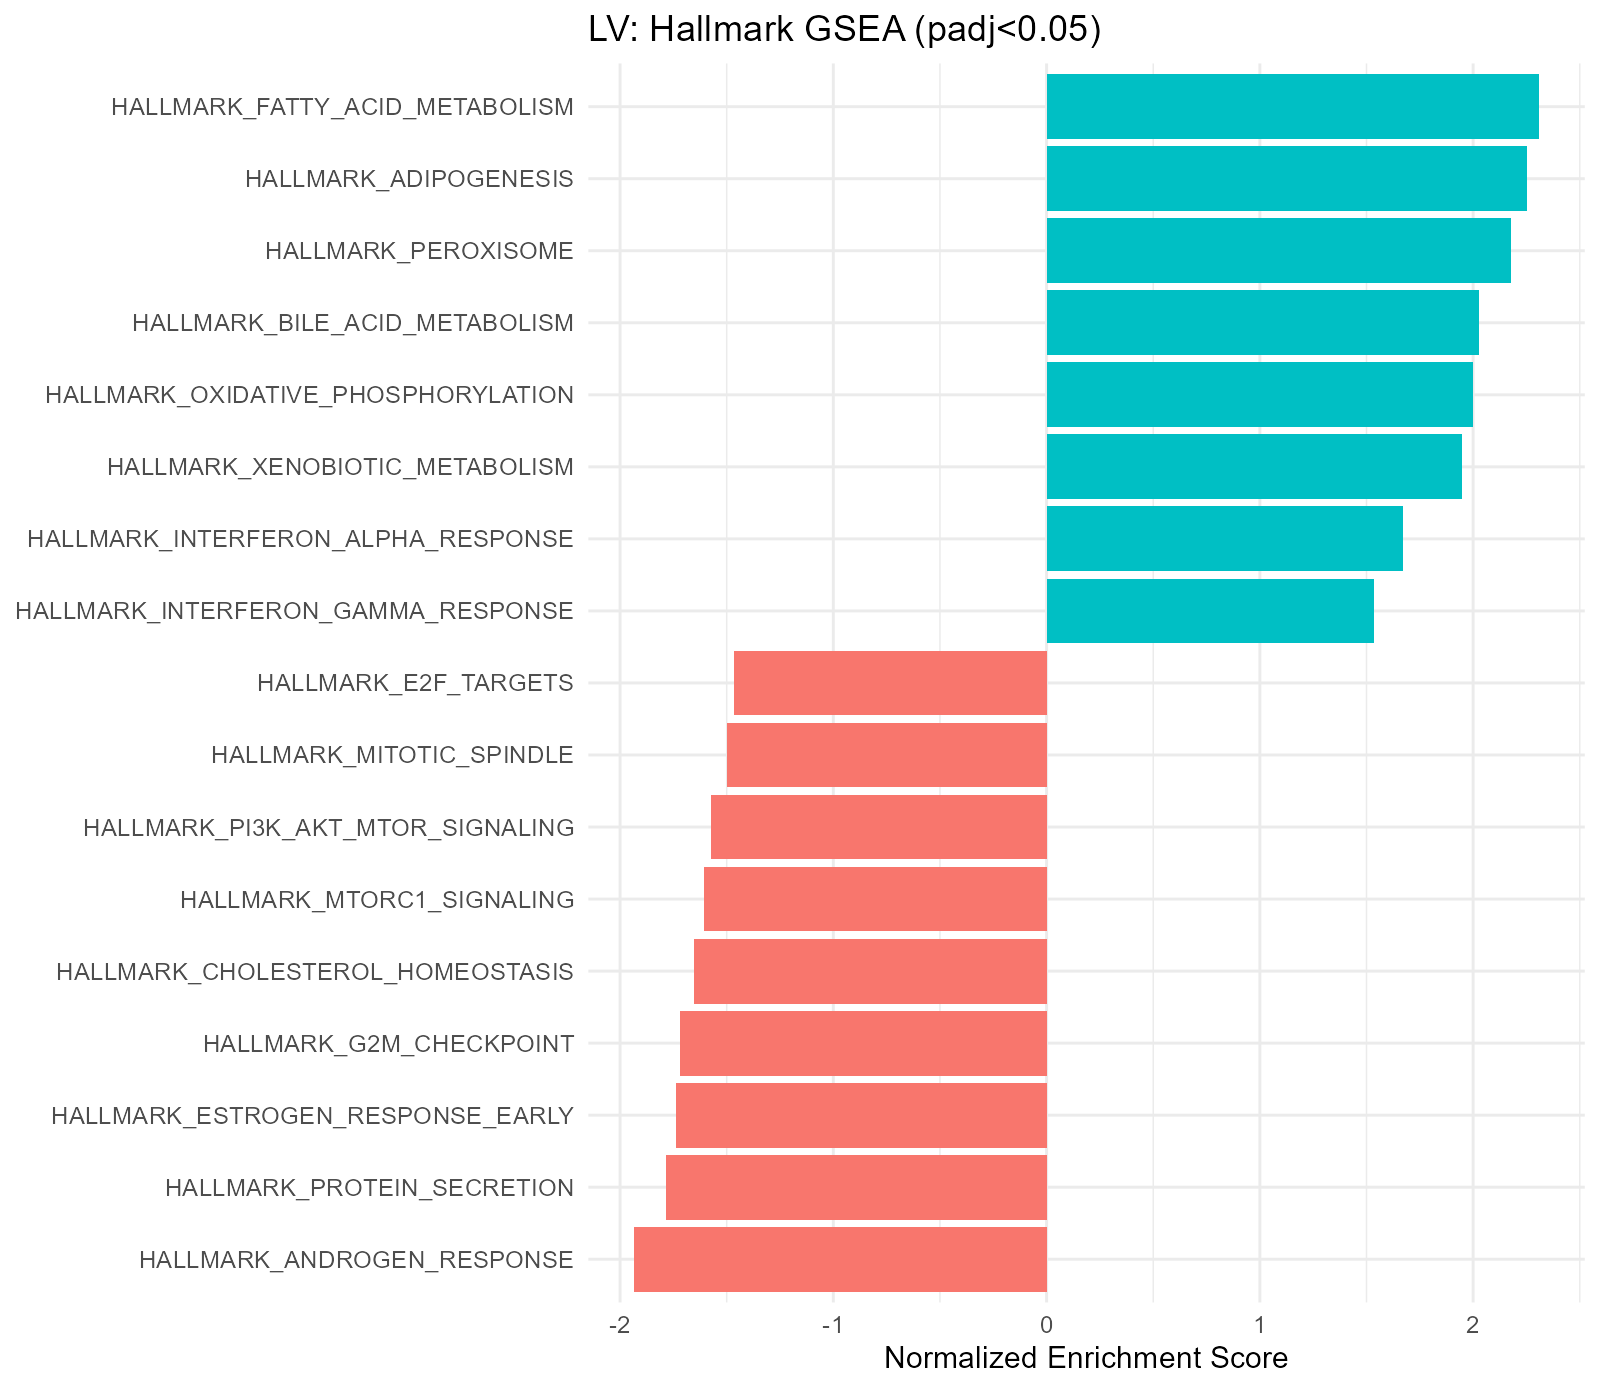 LV: Hallmark GSEA (padj<0.05)
HALLMARK_FATTY_ACID_METABOLISM
HALLMARK_ADIPOGENESIS
HALLMARK_PEROXISOME
HALLMARK_BILE_ACID_METABOLISM
HALLMARK_OXIDATIVE_PHOSPHORYLATION
HALLMARK_XENOBIOTIC_METABOLISM
HALLMARK_INTERFERON_ALPHA_RESPONSE
HALLMARK_INTERFERON_GAMMA_RESPONSE
HALLMARK_E2F_TARGETS
HALLMARK_MITOTIC_SPINDLE
HALLMARK_PI3K_AKT_MTOR_SIGNALING
HALLMARK_MTORC1_SIGNALING
HALLMARK_CHOLESTEROL_HOMEOSTASIS
HALLMARK_G2M_CHECKPOINT
HALLMARK_ESTROGEN_RESPONSE_EARLY
HALLMARK_PROTEIN_SECRETION
HALLMARK_ANDROGEN_RESPONSE
-2 -1 0 1 2
Normalized Enrichment Score